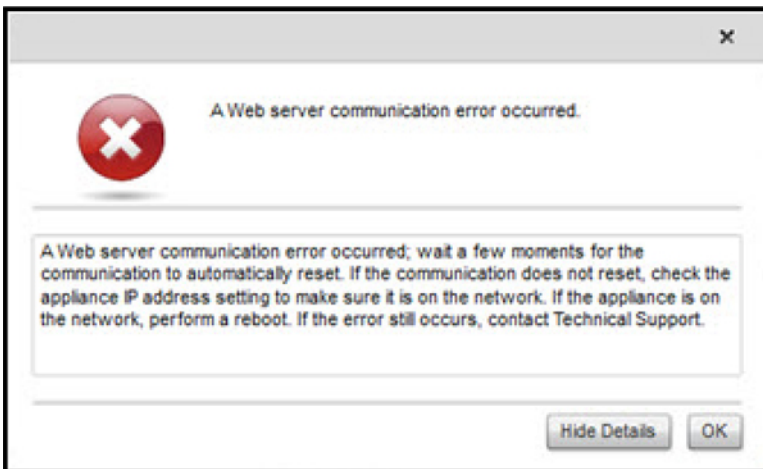 A Web server communication error occurred.
A Web server communication error occurred; wait a few moments for the
communication to automatically reset. If the communication does not reset, check the
appliance IP address setting to make sure it is on the network. If the appliance is on
the network, perform a reboot. If the error still occurs, contact Technical Support.
Hide Details
OK